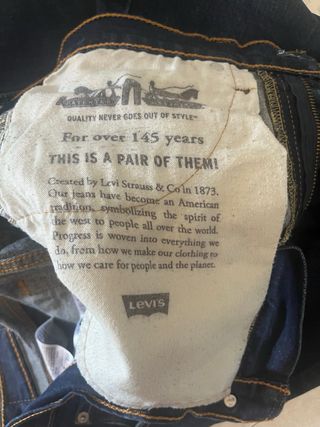 QUALITY NEVER GOES OUT OF STYLE™
For over 145 years
THIS IS A PAIR OF THEM!
Created by Levi Strauss & Co in 1873.
Our jeans have become an American
tradition, symbolizing the spirit of
the west to people all over the world.
Progress is woven into everything we
do, from how we make our clothing to
how we care for people and the planet.
LEVI'S